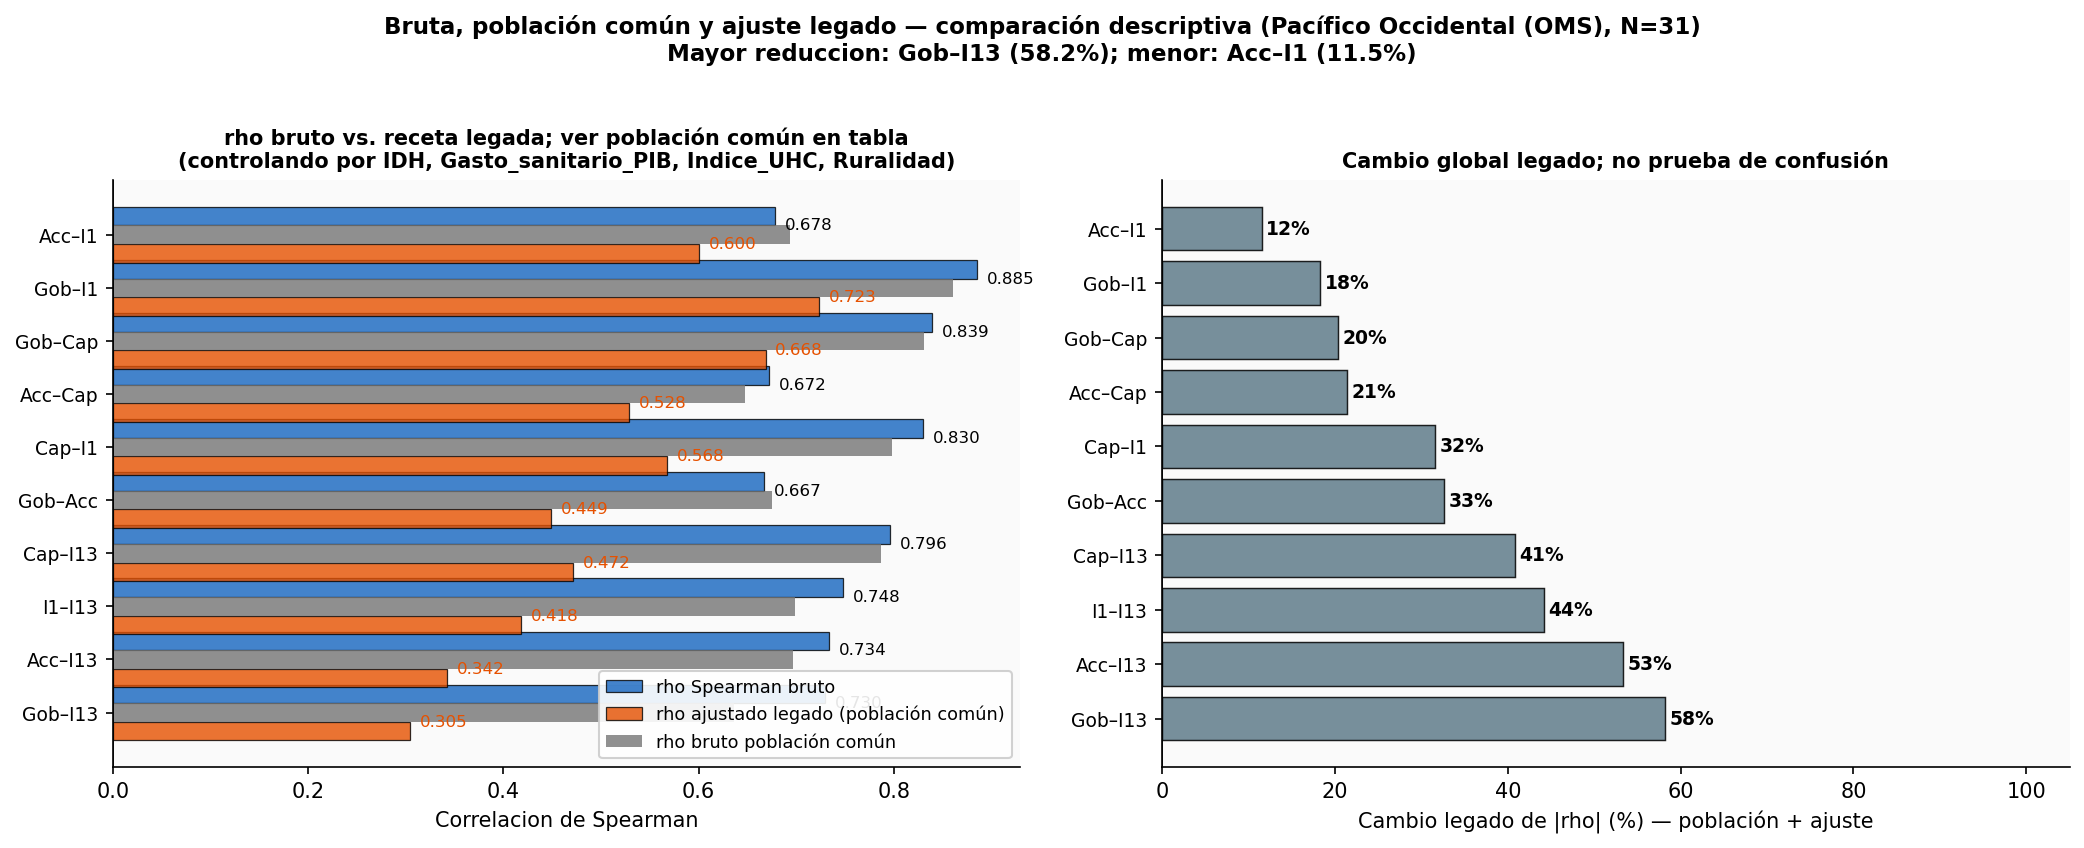 Bruta, población común y ajuste legado — comparación descriptiva (Pacífico Occidental (OMS), N=31)
Mayor reduccion: Gob–I13 (58.2%); menor: Acc–I1 (11.5%)
rho bruto vs. receta legada; ver población común en tabla
(controlando por IDH, Gasto_sanitario_PIB, Indice_UHC, Ruralidad)
Acc–I1
Gob–I1
Gob–Cap
Acc–Cap
Cap–I1
Gob–Acc
Cap–I13
I1–I13
Acc–I13
Gob–I13
0.678
0.600
0.885
0.723
0.839
0.668
0.672
0.528
0.830
0.568
0.667
0.449
0.796
0.472
0.748
0.418
0.734
0.342
0.730
0.305
rho Spearman bruto
rho ajustado legado (población común)
rho bruto población común
0.0 0.2 0.4 0.6 0.8
Correlacion de Spearman
Cambio global legado; no prueba de confusión
Acc–I1 12%
Gob–I1 18%
Gob–Cap 20%
Acc–Cap 21%
Cap–I1 32%
Gob–Acc 33%
Cap–I13 41%
I1–I13 44%
Acc–I13 53%
Gob–I13 58%
0 20 40 60 80 100
Cambio legado de |rho| (%) — población + ajuste